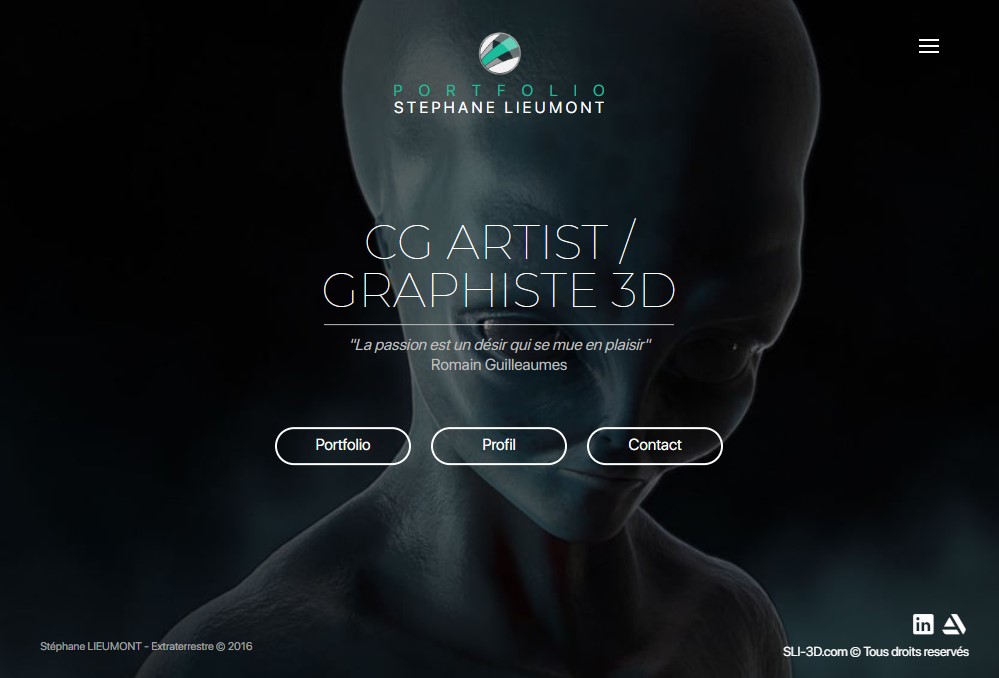 PORTFOLIO
STEPHANE LIEUMONT
CG ARTIST /
GRAPHISTE 3D
"La passion est un désir qui se mue en plaisir"
Romain Guilleaumes
Portfolio
Profil
Contact
in
Stéphane LIEUMONT - Extraterrestre © 2016
SLI-3D.com © Tous droits reservés